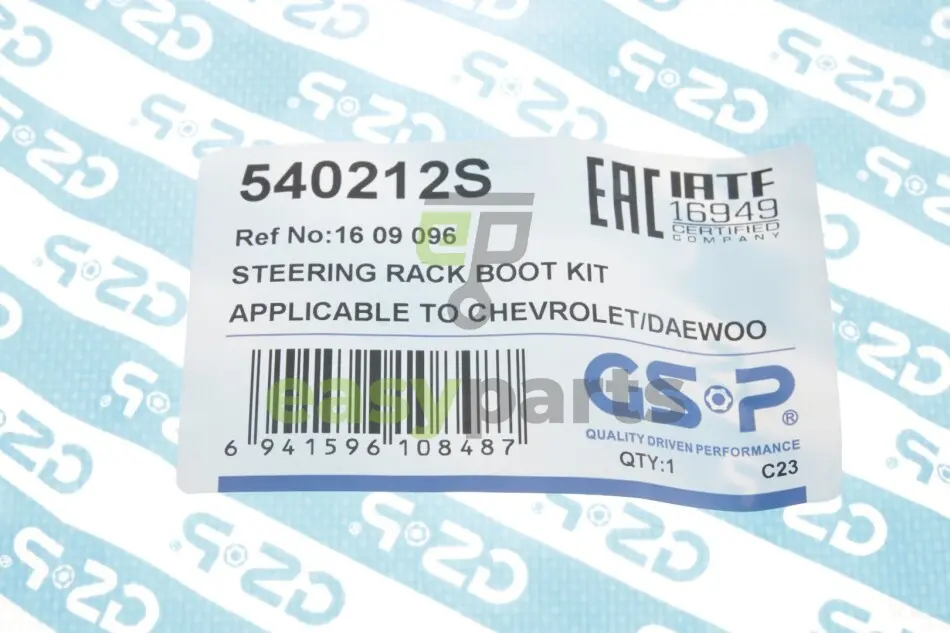 540212S
EAC
IATF
16949
CERTIFIED
COMPANY
Ref No:16 09 096
STEERING RACK BOOT KIT
APPLICABLE TO CHEVROLET/DAEWOO
easyparts
6 941596 108487
GS·P®
QUALITY DRIVEN PERFORMANCE
QTY:1
C23